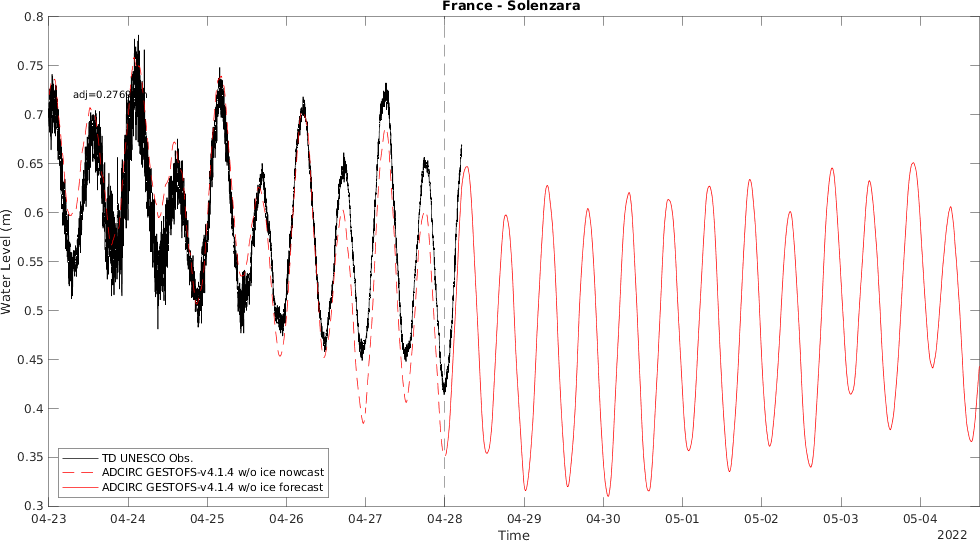 France - Solenzara
0.8
0.75
0.7
0.65
0.6
0.55
0.5
0.45
0.4
0.35
0.3
Water Level (m)
TD UNESCO Obs.
ADCIRC GESTOFS-v4.1.4 w/o ice nowcast
ADCIRC GESTOFS-v4.1.4 w/o ice forecast
04-23 04-24 04-25 04-26 04-27 04-28 04-29 04-30 05-01 05-02 05-03 05-04
Time
2022